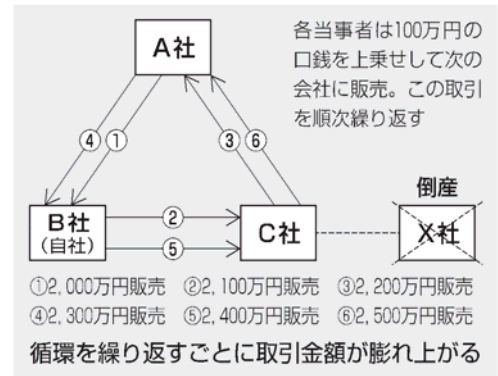 各当事者は100万円の
口銭を上乗せして次の
会社に販売。この取引
を順次繰り返す
A社
④ ① ③ ⑥
倒産
B社
(自社)
②
⑤
C社
X社
①2,000万円販売 ②2,100万円販売 ③2,200万円販売
④2,300万円販売 ⑤2,400万円販売 ⑥2,500万円販売
循環を繰り返すごとに取引金額が膨れ上がる